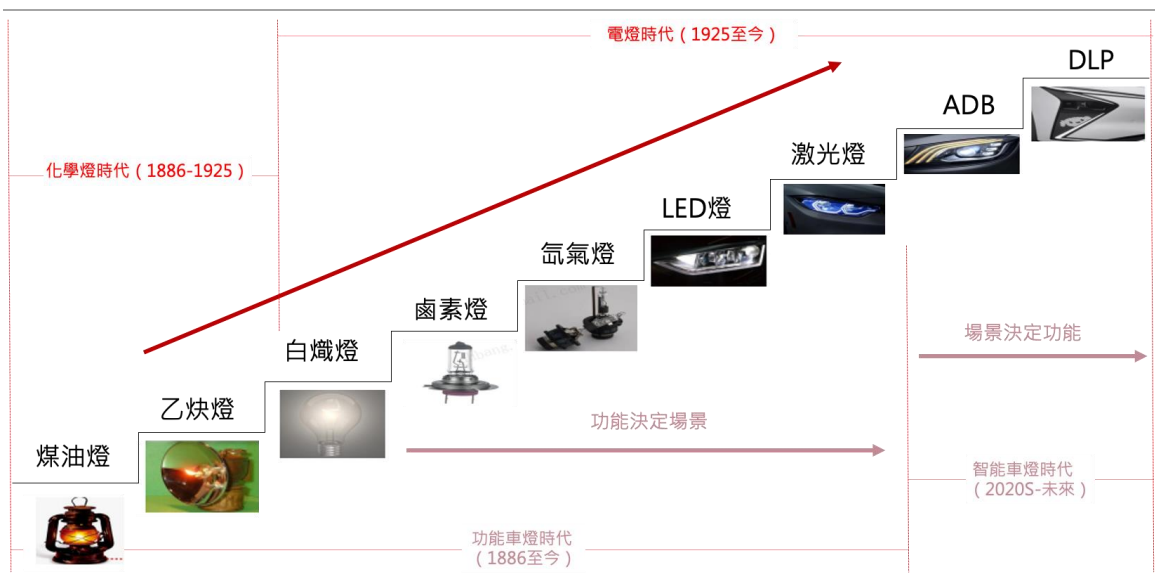 電燈時代（1925至今）
DLP
ADB
化學燈時代（1886-1925）
激光燈
LED燈
氙氣燈
鹵素燈
場景決定功能
白熾燈
乙炔燈
功能決定場景
煤油燈
智能車燈時代
（2020S-未來）
功能車燈時代
（1886至今）